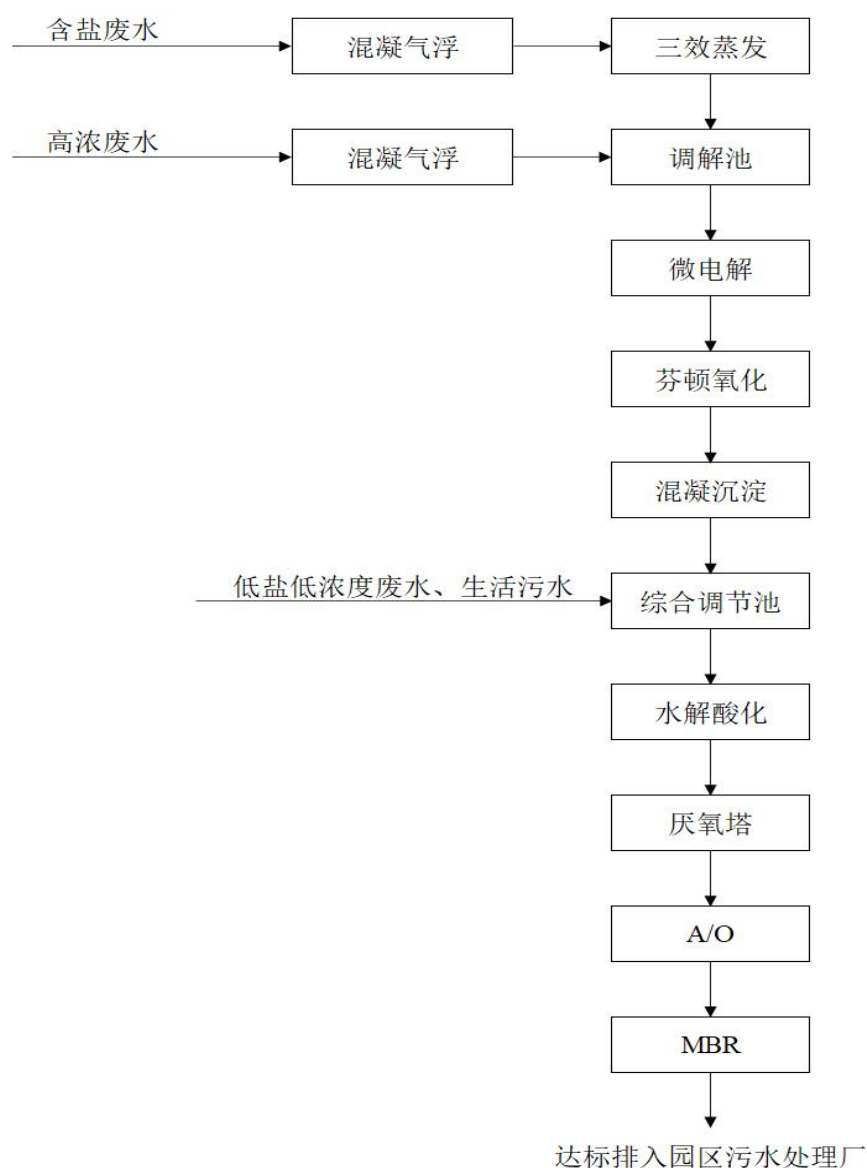 含盐废水
混凝气浮
三效蒸发
高浓废水
混凝气浮
调解池
微电解
芬顿氧化
混凝沉淀
低盐低浓度废水、生活污水
综合调节池
水解酸化
厌氧塔
A/O
MBR
达标排入园区污水处理厂